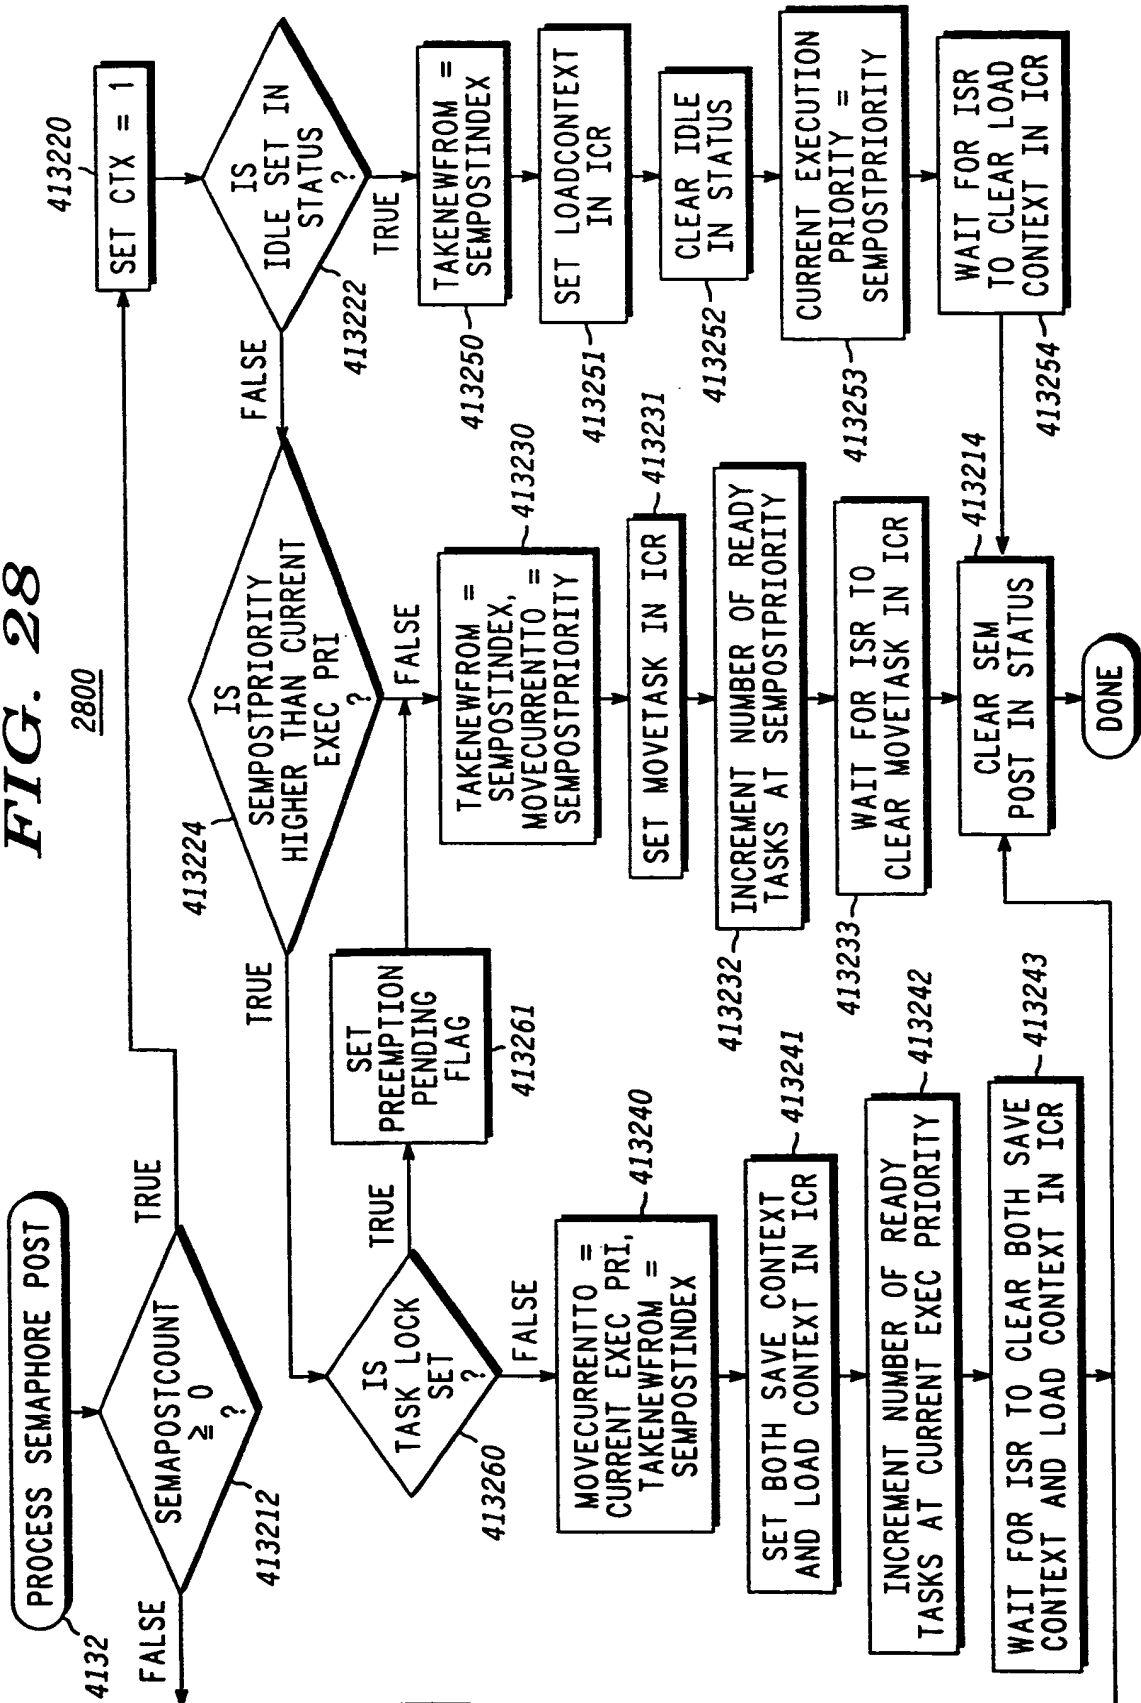 FIG. 28
2800
PROCESS SEMAPHORE POST
4132
SEMAPOSTCOUNT
≥ 0
?
413212
FALSE
TRUE
SET CTX = 1
413220
IS
IDLE SET IN
STATUS
?
413222
FALSE
TRUE
TAKENEWFROM =
SEMPOSTINDEX
413250
SET LOADCONTEXT
IN ICR
413251
CLEAR IDLE
IN STATUS
413252
CURRENT EXECUTION
PRIORITY =
SEMPOSTPRIORITY
413253
WAIT FOR ISR
TO CLEAR LOAD
CONTEXT IN ICR
413254
IS
SEMPOSTPRIORITY
HIGHER THAN CURRENT
EXEC PRI
?
413224
TRUE
FALSE
TAKENEWFROM =
SEMPOSTINDEX,
MOVECURRENTTO =
SEMPOSTPRIORITY
413230
SET MOVETASK IN ICR
413231
INCREMENT NUMBER OF READY
TASKS AT SEMPOSTPRIORITY
413232
WAIT FOR ISR TO
CLEAR MOVETASK IN ICR
413233
CLEAR SEM
POST IN STATUS
413214
DONE
SET
PREEMPTION
PENDING
FLAG
413261
IS
TASK LOCK
SET
?
413260
TRUE
FALSE
MOVECURRENTTO =
CURRENT EXEC PRI,
TAKENEWFROM =
SEMPOSTINDEX
413240
SET BOTH SAVE CONTEXT
AND LOAD CONTEXT IN ICR
413241
INCREMENT NUMBER OF READY
TASKS AT CURRENT EXEC PRIORITY
413242
WAIT FOR ISR TO CLEAR BOTH SAVE
CONTEXT AND LOAD CONTEXT IN ICR
413243